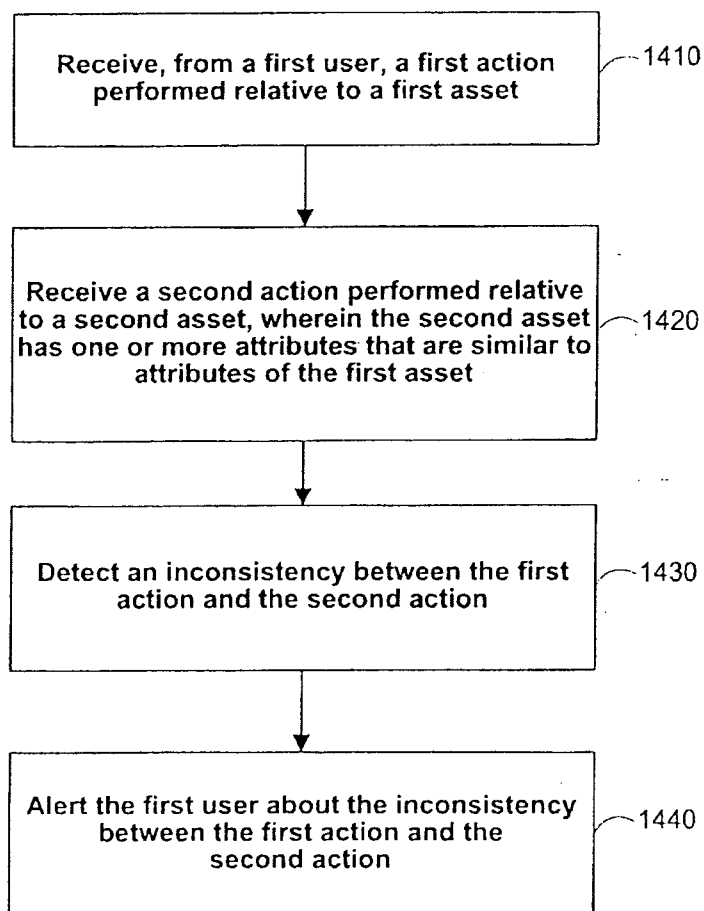 Receive, from a first user, a first action
performed relative to a first asset
1410
Receive a second action performed relative
to a second asset, wherein the second asset
has one or more attributes that are similar to
attributes of the first asset
1420
Detect an inconsistency between the first
action and the second action
1430
Alert the first user about the inconsistency
between the first action and the
second action
1440